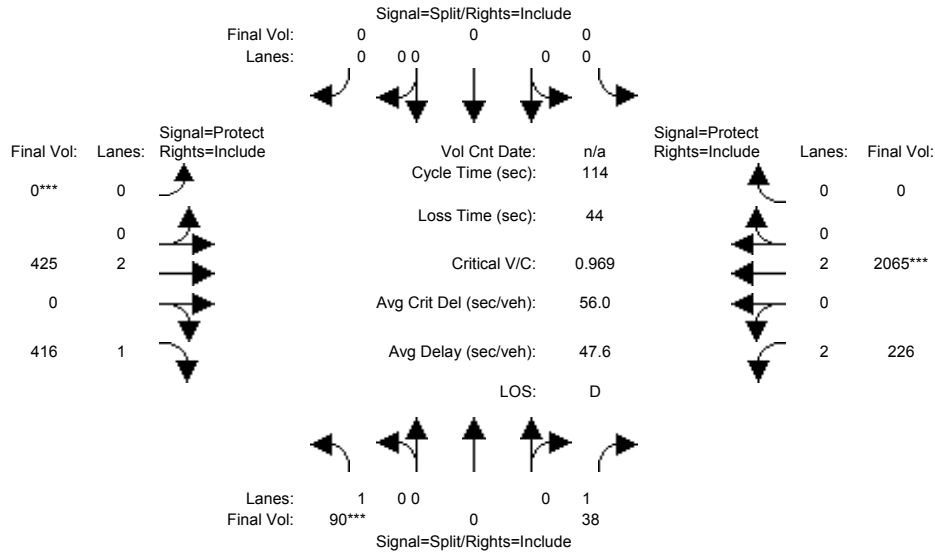 Signal=Split/Rights=Include
Final Vol: 0 0 0
Lanes: 0 0 0 0 0
Signal=Protect Signal=Protect
Final Vol: Lanes: Rights=Include Vol Cnt Date: n/a Rights=Include Lanes: Final Vol:
Cycle Time (sec): 114
0*** 0 0 0
Loss Time (sec): 44
0 0
425 2 Critical V/C: 0.969 2 2065***
0 Avg Crit Del (sec/veh): 56.0 0
416 1 Avg Delay (sec/veh): 47.6 2 226
LOS: D
Lanes: 1 0 0 0 1
Final Vol: 90*** 0 38
Signal=Split/Rights=Include